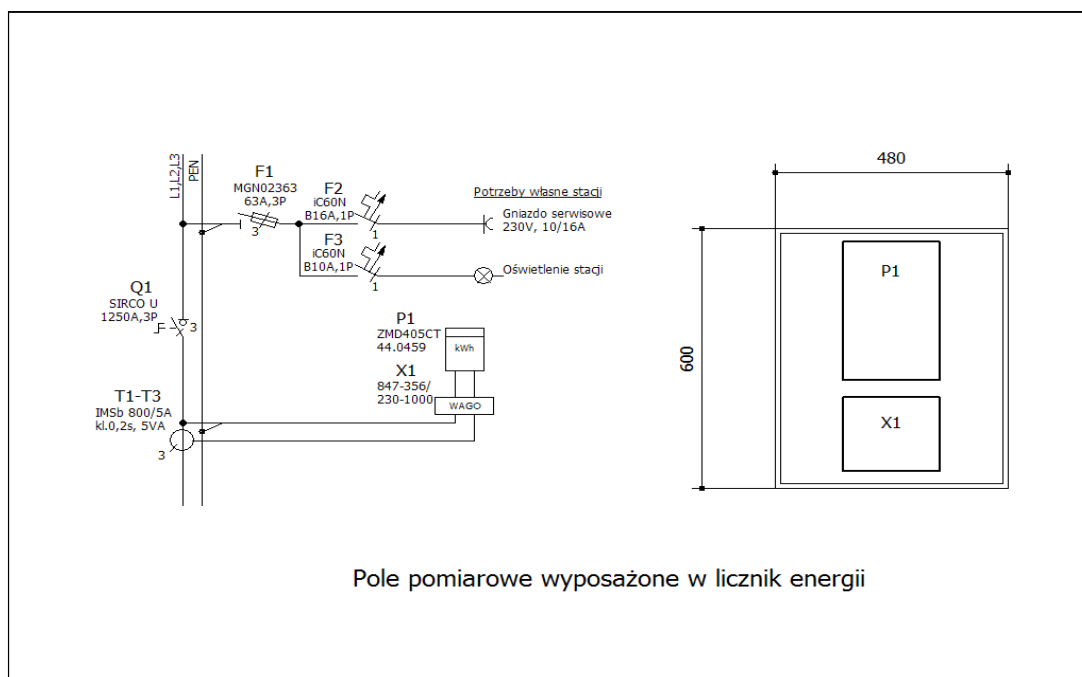 L1,L2,L3
PEN
F1
MGN02363
63A,3P
3
F2
iC60N
B16A,1P
1
Potrzeby własne stacji
Gniazdo serwisowe
230V, 10/16A
F3
iC60N
B10A,1P
1
Oświetlenie stacji
Q1
SIRCO U
1250A,3P
3
P1
ZMD405CT
44.0459
kWh
X1
847-356/
230-1000
WAGO
T1-T3
IMSb 800/5A
kl.0,2s, 5VA
3
480
600
P1
X1
Pole pomiarowe wyposażone w licznik energii